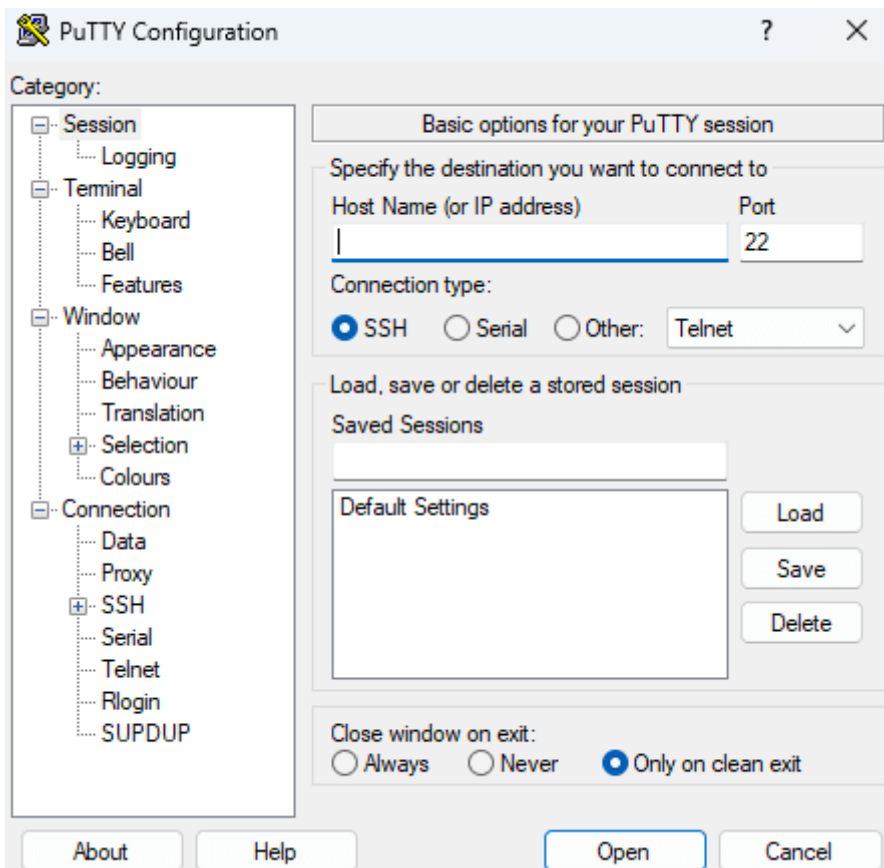 PuTTY Configuration
?
Category:
Session
Logging
Terminal
Keyboard
Bell
Features
Window
Appearance
Behaviour
Translation
Selection
Colours
Connection
Data
Proxy
SSH
Serial
Telnet
Rlogin
SUPDUP
Basic options for your PuTTY session
Specify the destination you want to connect to
Host Name (or IP address) Port
22
Connection type:
SSH Serial Other: Telnet
Load, save or delete a stored session
Saved Sessions
Default Settings
Load
Save
Delete
Close window on exit:
Always Never Only on clean exit
About Help Open Cancel